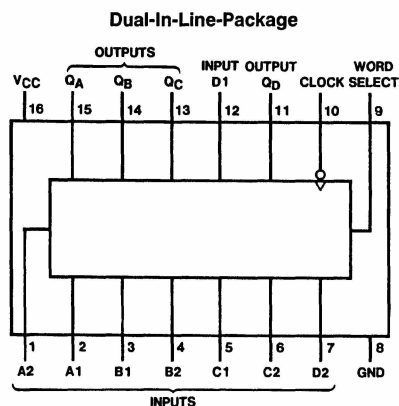 Dual-In-Line-Package
OUTPUTS
INPUT OUTPUT WORD
VCC QA QB QC D1 QD CLOCK SELECT
16 15 14 13 12 11 10 9
1 2 3 4 5 6 7 8
A2 A1 B1 B2 C1 C2 D2 GND
INPUTS